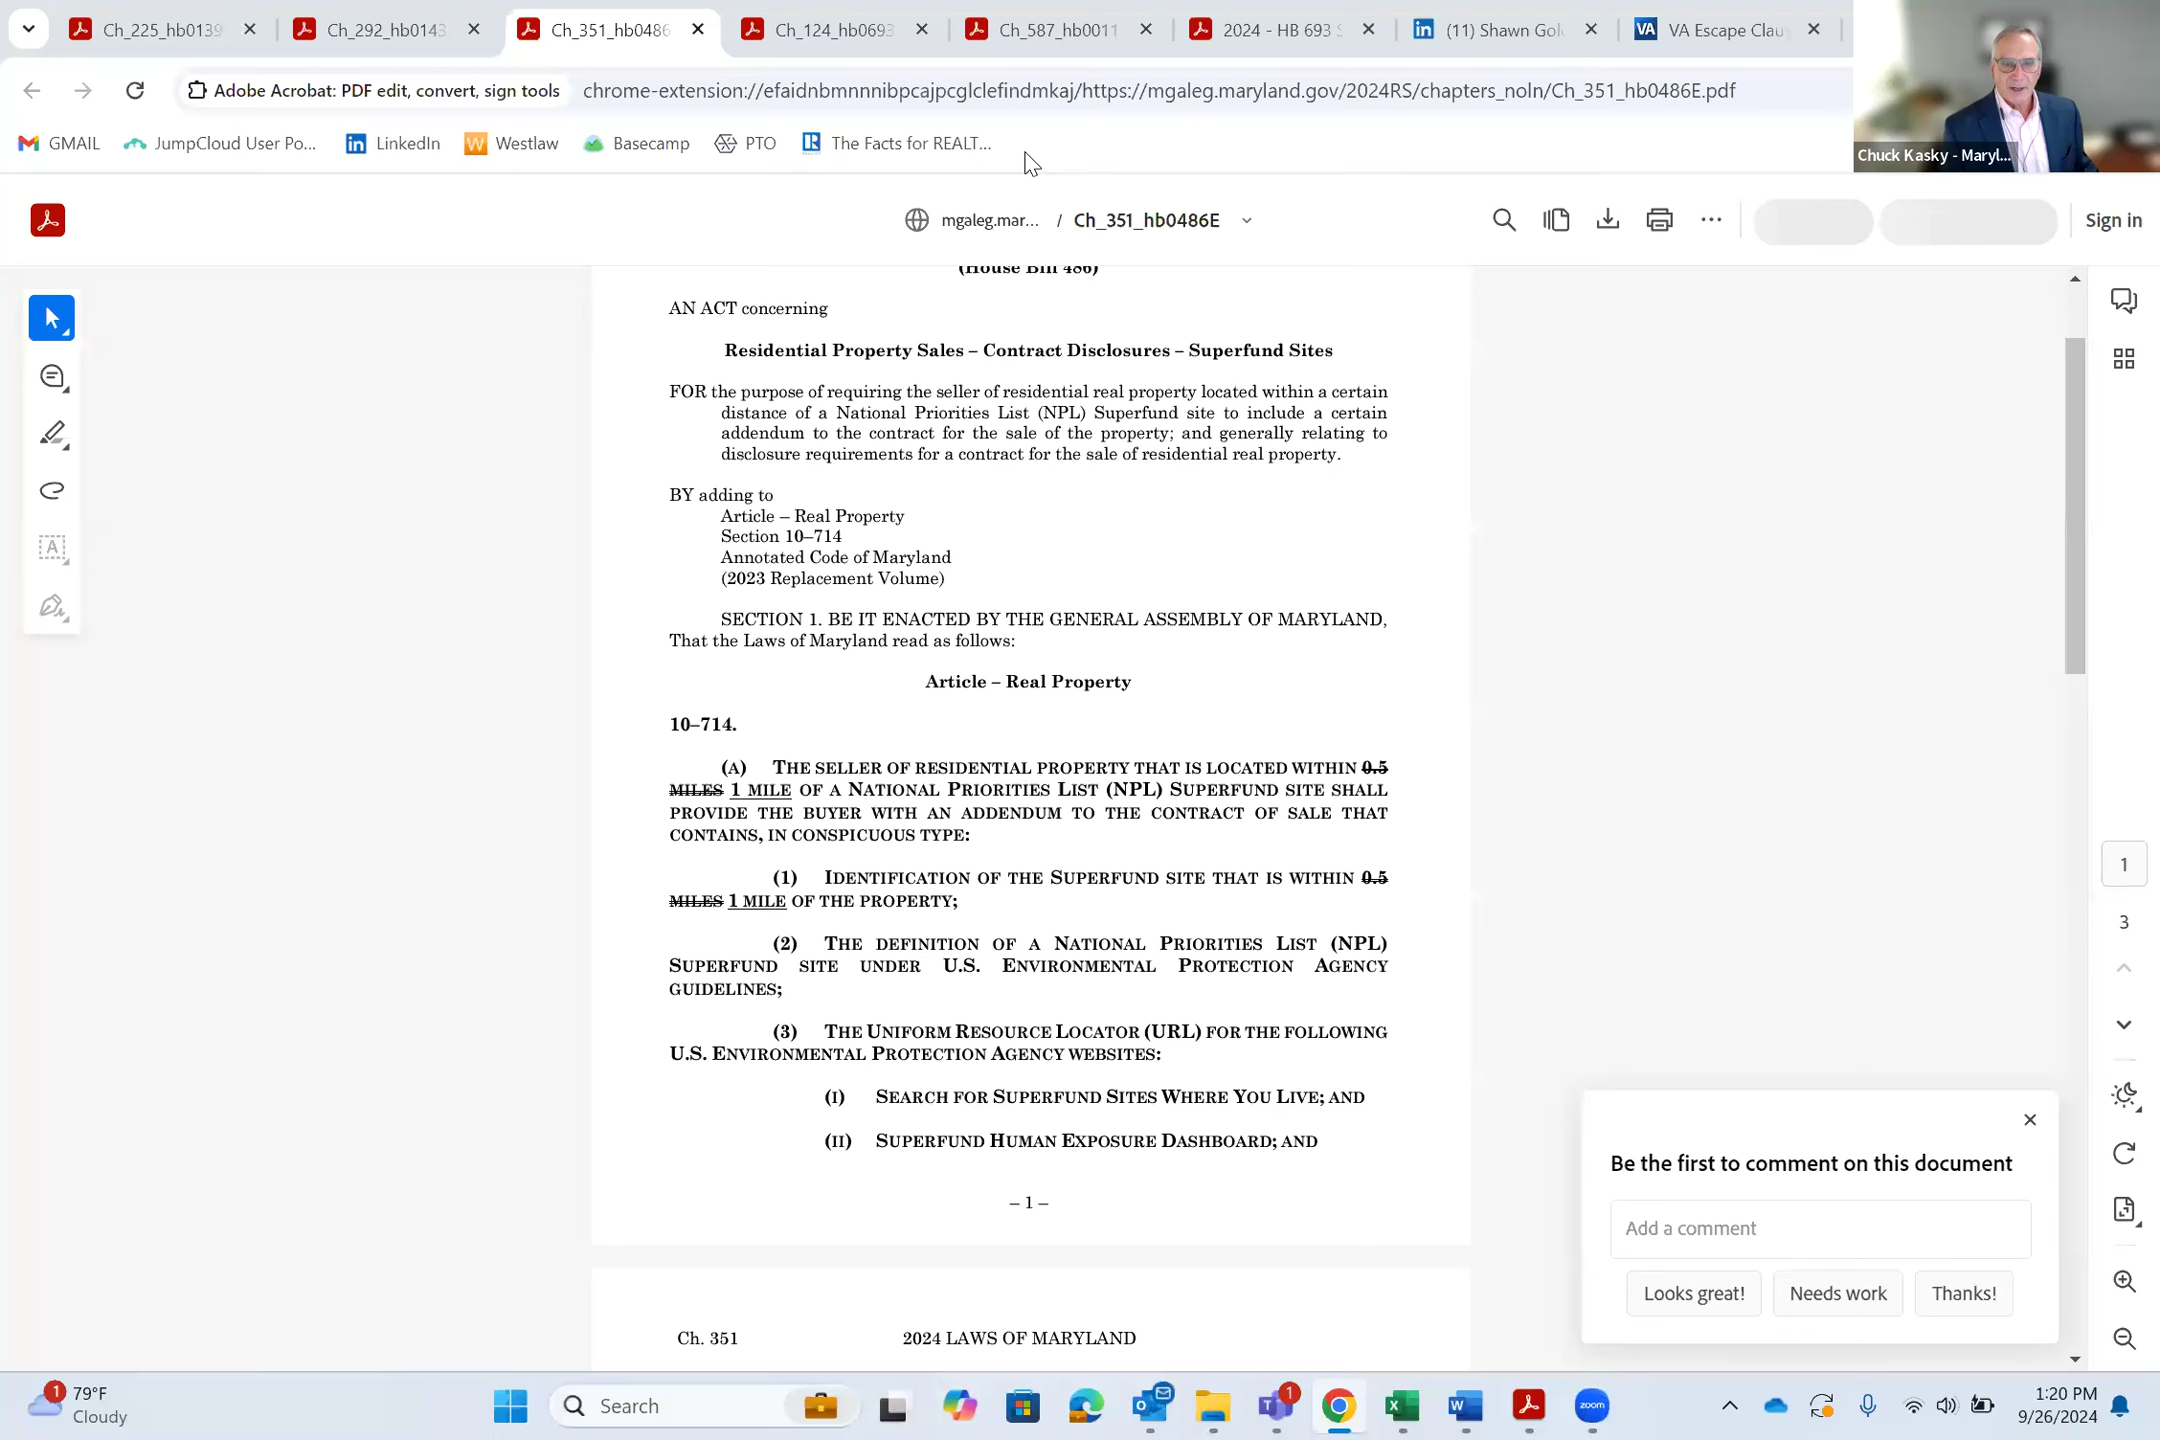 Ch_225_hb0139
Ch_292_hb0143
Ch_351_hb0486
Ch_124_hb0693
Ch_587_hb0011
2024 - HB 693 S
(11) Shawn Gol
VA
VA Escape Clau
Adobe Acrobat: PDF edit, convert, sign tools
chrome-extension://efaidnbmnnnibpcajpcglclefindmkaj/https://mgaleg.maryland.gov/2024RS/chapters_noln/Ch_351_hb0486E.pdf
GMAIL
JumpCloud User Po...
LinkedIn
Westlaw
Basecamp
PTO
The Facts for REALT...
Chuck Kasky - Maryl...
mgaleg.mar... / Ch_351_hb0486E
Sign in
(House Bill 486)
AN ACT concerning
Residential Property Sales – Contract Disclosures – Superfund Sites
FOR the purpose of requiring the seller of residential real property located within a certain
distance of a National Priorities List (NPL) Superfund site to include a certain
addendum to the contract for the sale of the property; and generally relating to
disclosure requirements for a contract for the sale of residential real property.
BY adding to
Article – Real Property
Section 10–714
Annotated Code of Maryland
(2023 Replacement Volume)
SECTION 1. BE IT ENACTED BY THE GENERAL ASSEMBLY OF MARYLAND,
That the Laws of Maryland read as follows:
Article – Real Property
10–714.
(A) THE SELLER OF RESIDENTIAL PROPERTY THAT IS LOCATED WITHIN 0.5
MILES 1 MILE OF A NATIONAL PRIORITIES LIST (NPL) SUPERFUND SITE SHALL
PROVIDE THE BUYER WITH AN ADDENDUM TO THE CONTRACT OF SALE THAT
CONTAINS, IN CONSPICUOUS TYPE:
(1) IDENTIFICATION OF THE SUPERFUND SITE THAT IS WITHIN 0.5
MILES 1 MILE OF THE PROPERTY;
(2) THE DEFINITION OF A NATIONAL PRIORITIES LIST (NPL)
SUPERFUND SITE UNDER U.S. ENVIRONMENTAL PROTECTION AGENCY
GUIDELINES;
(3) THE UNIFORM RESOURCE LOCATOR (URL) FOR THE FOLLOWING
U.S. ENVIRONMENTAL PROTECTION AGENCY WEBSITES:
(I) SEARCH FOR SUPERFUND SITES WHERE YOU LIVE; AND
(II) SUPERFUND HUMAN EXPOSURE DASHBOARD; AND
– 1 –
Ch. 351 2024 LAWS OF MARYLAND
1
3
Be the first to comment on this document
Add a comment
Looks great!
Needs work
Thanks!
1
79°F
Cloudy
Search
1
zoom
1:20 PM
9/26/2024